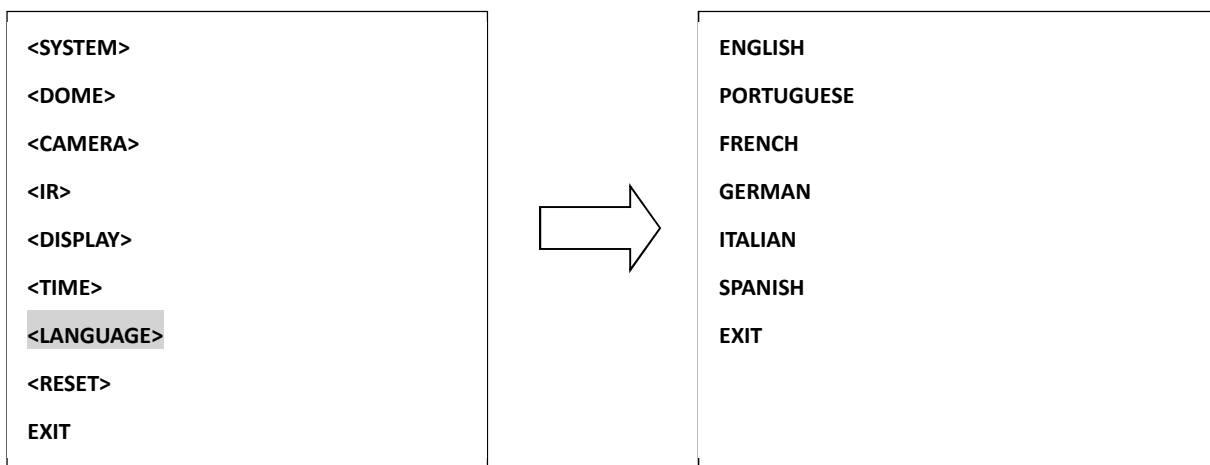 <SYSTEM>
<DOME>
<CAMERA>
<IR>
<DISPLAY>
<TIME>
<LANGUAGE>
<RESET>
EXIT
ENGLISH
PORTUGUESE
FRENCH
GERMAN
ITALIAN
SPANISH
EXIT